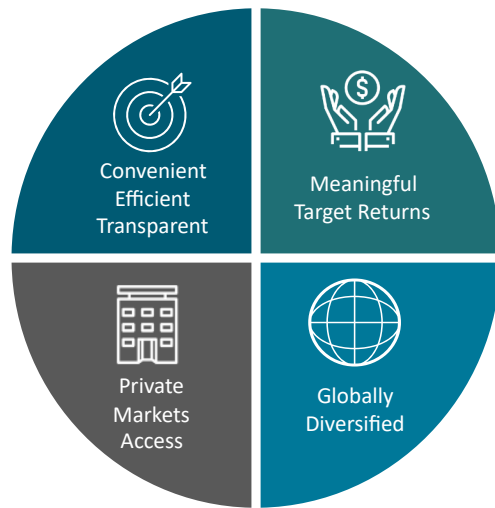 Convenient
Efficient
Transparent
$
Meaningful
Target Returns
Private
Markets
Access
Globally
Diversified